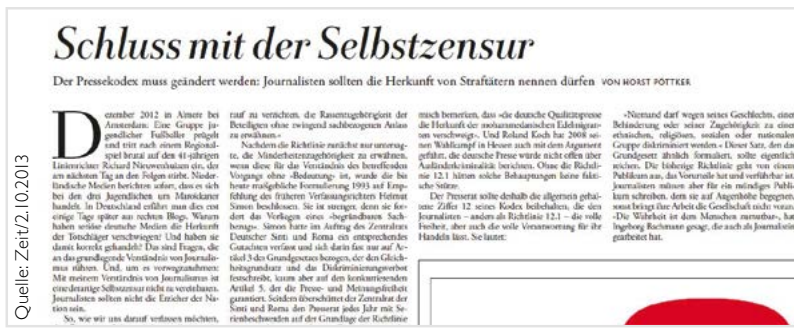 Schluss mit der Selbstzensur
Der Pressekodex muss geändert werden: Journalisten sollten die Herkunft von Straftätern nennen dürfen VON HORST PÖTTKER
Dezember 2012 in Almere bei
Amsterdam: Eine Gruppe ju-
gendlicher Fußballer prügelt
und tritt nach einem Regional-
spiel brutal auf den 41-jährigen
Linienrichter Richard Nieuwenhuizen ein, der
am nächsten Tag an den Folgen stirbt. Nieder-
ländische Medien berichten sofort, dass es sich
bei den drei Jugendlichen um Marokkaner
handelt. In Deutschland erfährt man dies erst
einige Tage später aus rechten Blogs. Warum
haben seriöse deutsche Medien die Herkunft
der Totschläger verschwiegen? Und haben sie
damit korrekt gehandelt? Das sind Fragen, die
an das grundlegende Verständnis von Journalis-
mus rühren. Und, um es vorwegzunehmen:
Mit meinem Verständnis von Journalismus ist
eine derartige Selbstzensur nicht zu vereinbaren.
Journalisten sollten nicht die Erzieher der Na-
tion sein.
So, wie wir uns darauf verlassen möchten,
rauf zu verzichten, die Rassenzugehörigkeit der
Beteiligten ohne zwingend sachbezogenen Anlass
zu erwähnen.«
Nachdem die Richtlinie zunächst nur untersag-
te, die Minderheitenzugehörigkeit zu erwähnen,
wenn diese für das Verständnis des betreffenden
Vorgangs ohne »Bedeutung« ist, wurde die bis
heute maßgebliche Formulierung 1993 auf Emp-
fehlung des früheren Verfassungsrichters Helmut
Simon beschlossen. Sie ist strenger, denn sie for-
dert das Vorliegen eines »begründbaren Sach-
bezugs«. Simon hatte im Auftrag des Zentralrats
Deutscher Sinti und Roma ein entsprechendes
Gutachten verfasst und sich darin fast nur auf Ar-
tikel 3 des Grundgesetzes bezogen, der den Gleich-
heitsgrundsatz und das Diskriminierungsverbot
festschreibt, kaum aber auf den konkurrierenden
Artikel 5, der die Presse- und Meinungsfreiheit
garantiert. Seitdem überschüttet der Zentralrat der
Sinti und Roma den Presserat jedes Jahr mit Se-
rienbeschwerden auf der Grundlage der Richtlinie
misch bemerken, dass »die deutsche Qualitätspresse
die Herkunft der mohammedanischen Edelmigran-
ten verschweigt«. Und Roland Koch hat 2008 sei-
nen Wahlkampf in Hessen auch mit dem Argument
geführt, die deutsche Presse würde nicht offen über
Ausländerkriminalität berichten. Ohne die Richtli-
nie 12.1 hätten solche Behauptungen keine fakti-
sche Stütze.
Der Presserat sollte deshalb die allgemein gehal-
tene Ziffer 12 seines Kodex beibehalten, die den
Journalisten – anders als Richtlinie 12.1 – die volle
Freiheit, aber auch die volle Verantwortung für ihr
Handeln lässt. Sie lautet:
»Niemand darf wegen seines Geschlechts, einer
Behinderung oder seiner Zugehörigkeit zu einer
ethnischen, religiösen, sozialen oder nationalen
Gruppe diskriminiert werden.« Dieser Satz, den das
Grundgesetz ähnlich formuliert, sollte eigentlich
reichen. Die bisherige Richtlinie geht von einem
Publikum aus, das Vorurteile hat und verführbar ist.
Journalisten müssen aber für ein mündiges Publi-
kum schreiben, dem sie auf Augenhöhe begegnen,
sonst bringt ihre Arbeit die Gesellschaft nicht voran.
»Die Wahrheit ist dem Menschen zumutbar«, hat
Ingeborg Bachmann gesagt, die auch als Journalistin
gearbeitet hat.
Quelle: Zeit/2.10.2013